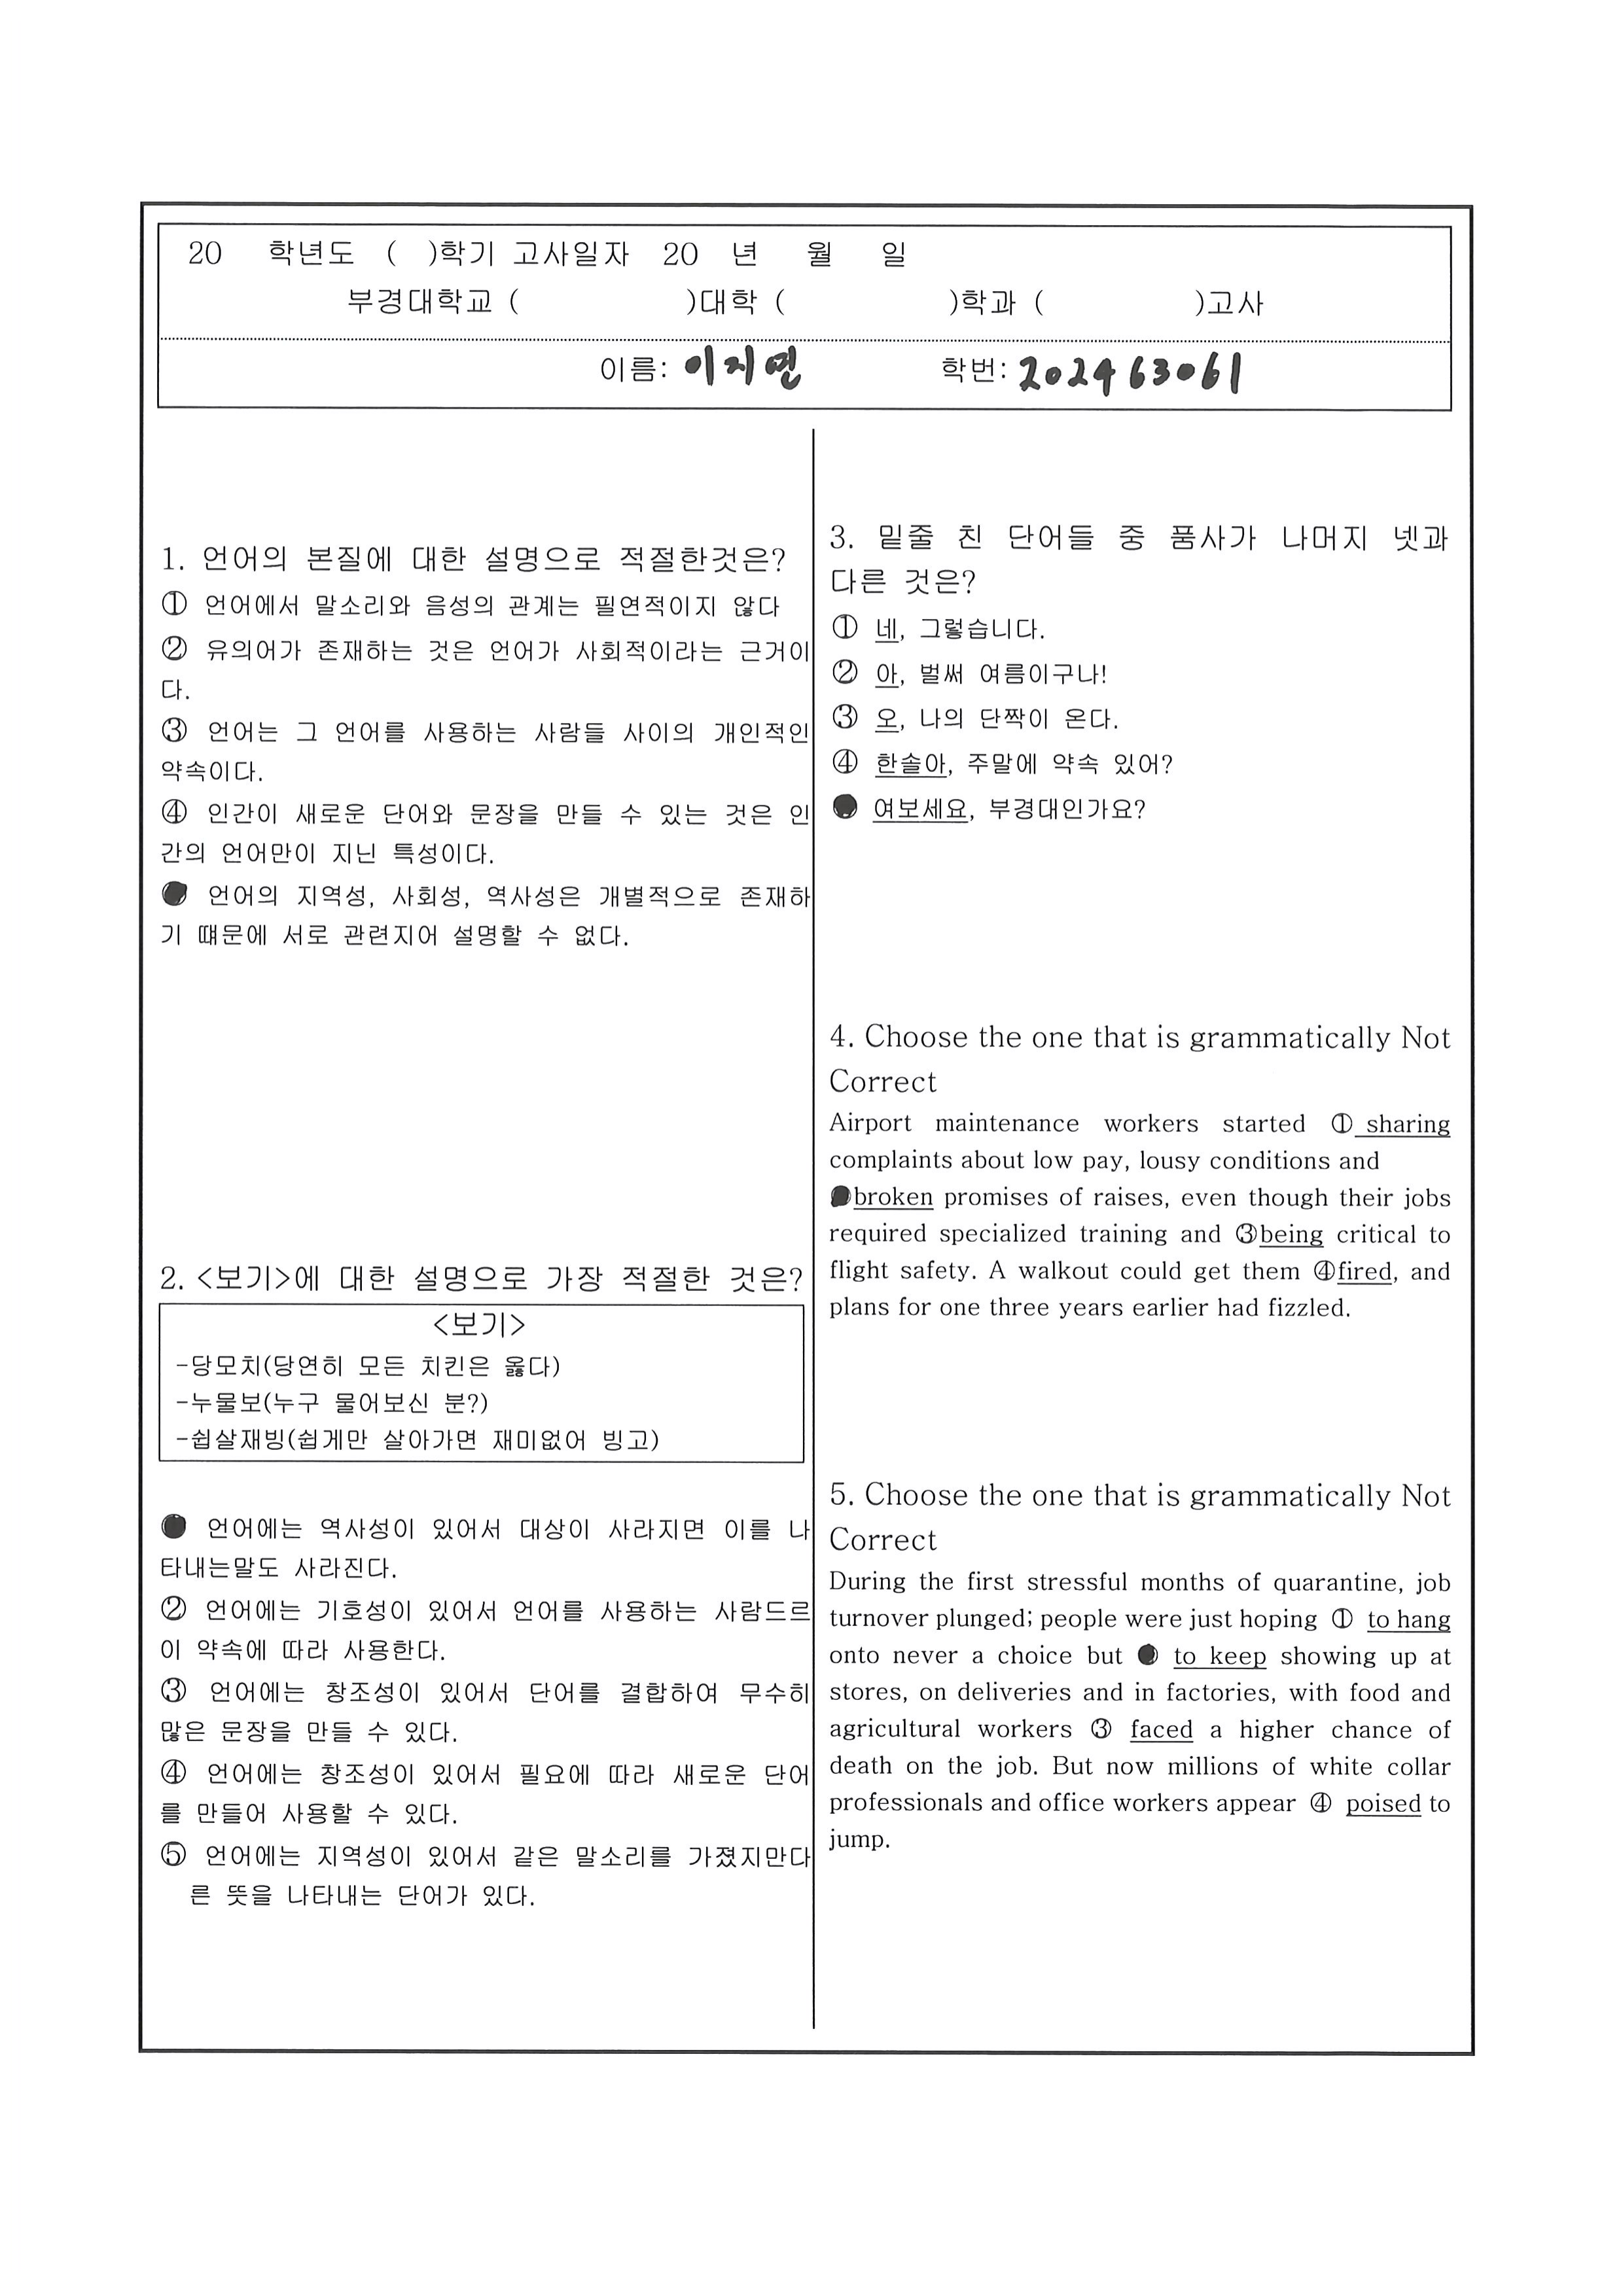 20 학년도 ( )학기 고사일자 20 년 월 일
부경대학교 ( )대학 ( )학과 ( )고사
이름: 이지연 학번: 202463061
1. 언어의 본질에 대한 설명으로 적절한것은?
① 언어에서 말소리와 음성의 관계는 필연적이지 않다
② 유의어가 존재하는 것은 언어가 사회적이라는 근거이
다.
③ 언어는 그 언어를 사용하는 사람들 사이의 개인적인
약속이다.
④ 인간이 새로운 단어와 문장을 만들 수 있는 것은 인
간의 언어만이 지닌 특성이다.
● 언어의 지역성, 사회성, 역사성은 개별적으로 존재하
기 떄문에 서로 관련지어 설명할 수 없다.
2. <보기>에 대한 설명으로 가장 적절한 것은?
<보기>
-당모치(당연히 모든 치킨은 옳다)
-누물보(누구 물어보신 분?)
-쉽살재빙(쉽게만 살아가면 재미없어 빙고)
● 언어에는 역사성이 있어서 대상이 사라지면 이를 나
타내는말도 사라진다.
② 언어에는 기호성이 있어서 언어를 사용하는 사람드르
이 약속에 따라 사용한다.
③ 언어에는 창조성이 있어서 단어를 결합하여 무수히
많은 문장을 만들 수 있다.
④ 언어에는 창조성이 있어서 필요에 따라 새로운 단어
를 만들어 사용할 수 있다.
⑤ 언어에는 지역성이 있어서 같은 말소리를 가졌지만다
른 뜻을 나타내는 단어가 있다.
3. 밑줄 친 단어들 중 품사가 나머지 넷과
다른 것은?
① 네, 그렇습니다.
② 아, 벌써 여름이구나!
③ 오, 나의 단짝이 온다.
④ 한솔아, 주말에 약속 있어?
● 여보세요, 부경대인가요?
4. Choose the one that is grammatically Not
Correct
Airport maintenance workers started ① sharing
complaints about low pay, lousy conditions and
●broken promises of raises, even though their jobs
required specialized training and ③being critical to
flight safety. A walkout could get them ④fired, and
plans for one three years earlier had fizzled.
5. Choose the one that is grammatically Not
Correct
During the first stressful months of quarantine, job
turnover plunged; people were just hoping ① to hang
onto never a choice but ● to keep showing up at
stores, on deliveries and in factories, with food and
agricultural workers ③ faced a higher chance of
death on the job. But now millions of white collar
professionals and office workers appear ④ poised to
jump.